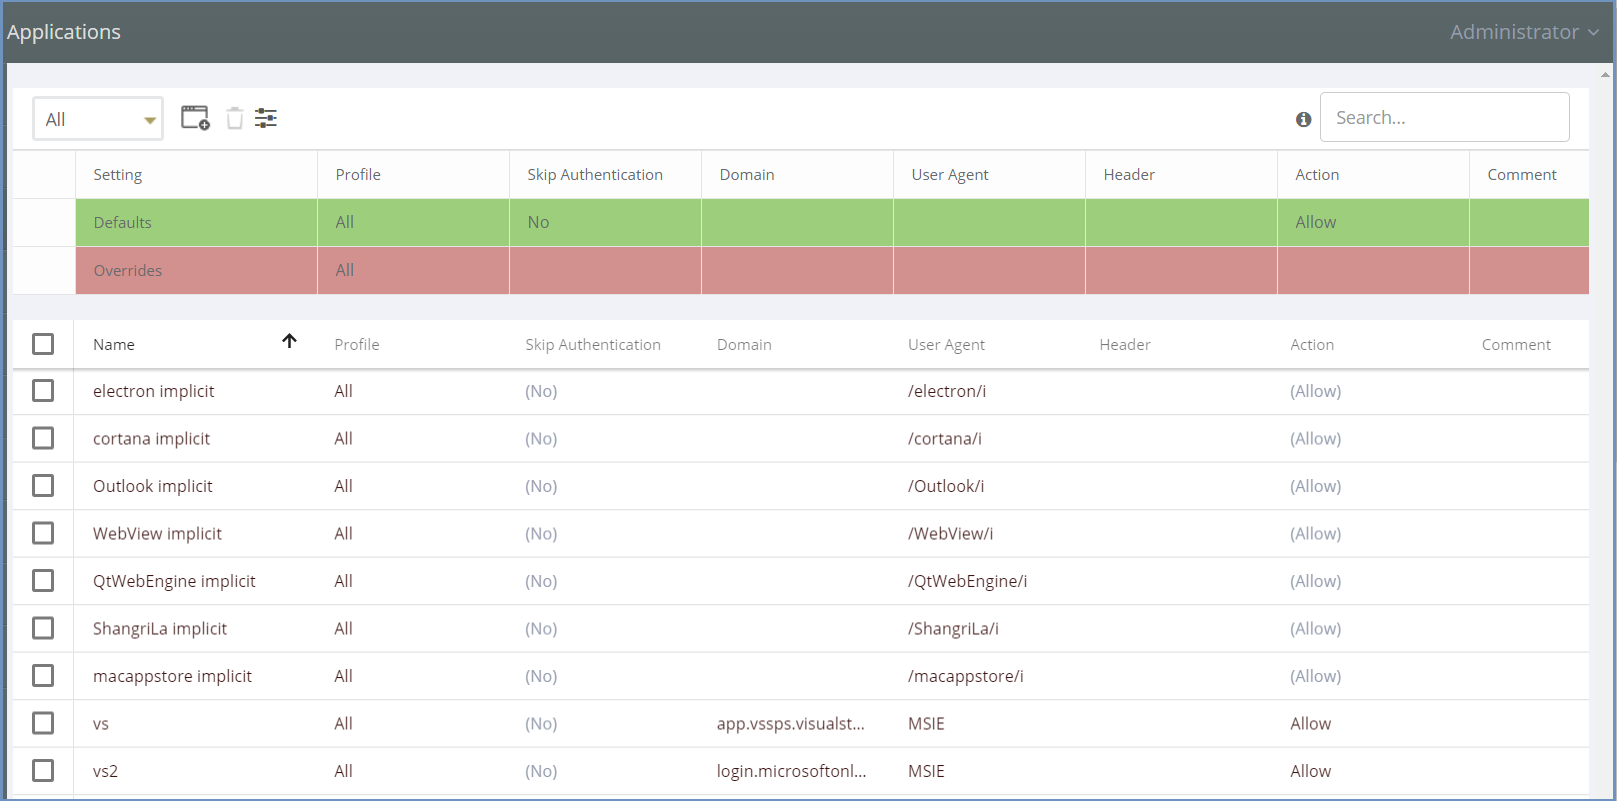 Applications Administrator
All Search...
Setting Profile Skip Authentication Domain User Agent Header Action Comment
Defaults All No Allow
Overrides All
Name Profile Skip Authentication Domain User Agent Header Action Comment
electron implicit All (No) /electron/i (Allow)
cortana implicit All (No) /cortana/i (Allow)
Outlook implicit All (No) /Outlook/i (Allow)
WebView implicit All (No) /WebView/i (Allow)
QtWebEngine implicit All (No) /QtWebEngine/i (Allow)
ShangriLa implicit All (No) /ShangriLa/i (Allow)
macappstore implicit All (No) /macappstore/i (Allow)
vs All (No) app.vssps.visualst... MSIE Allow
vs2 All (No) login.microsoftonl... MSIE Allow